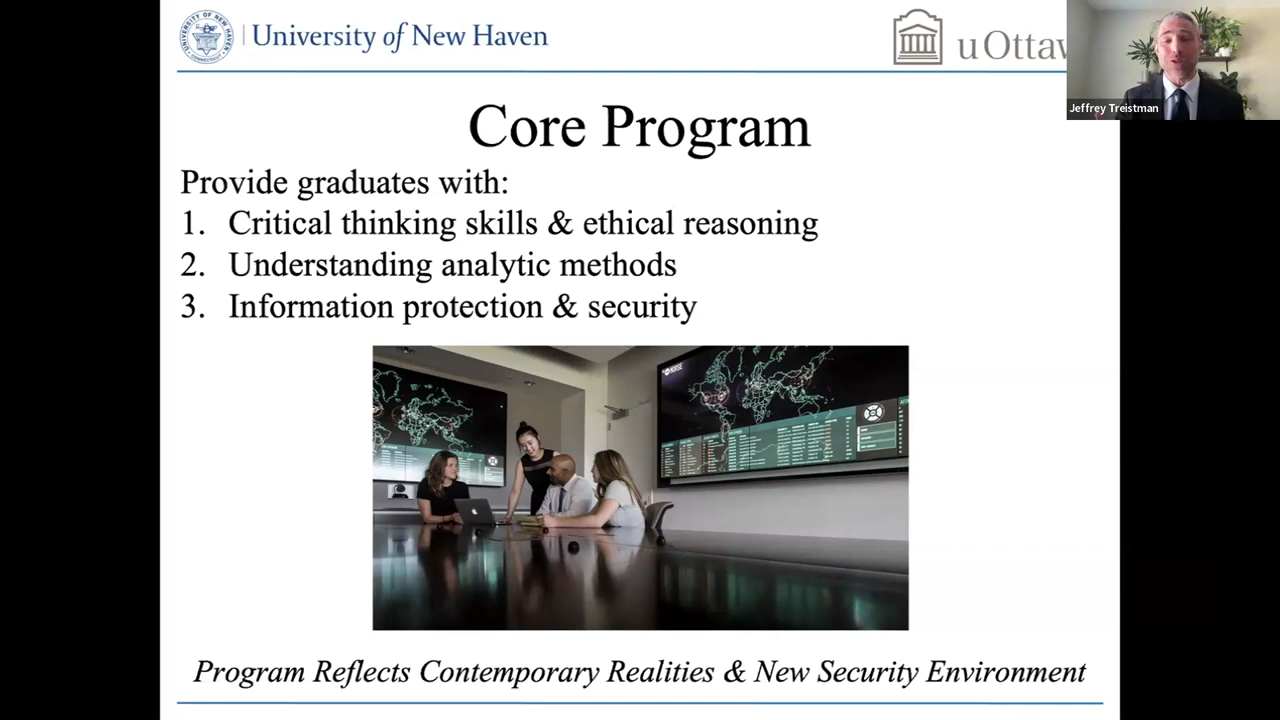 University of New Haven
uOttaw
Jeffrey Treistman
Core Program
Provide graduates with:
1. Critical thinking skills & ethical reasoning
2. Understanding analytic methods
3. Information protection & security
NORSE
Program Reflects Contemporary Realities & New Security Environment